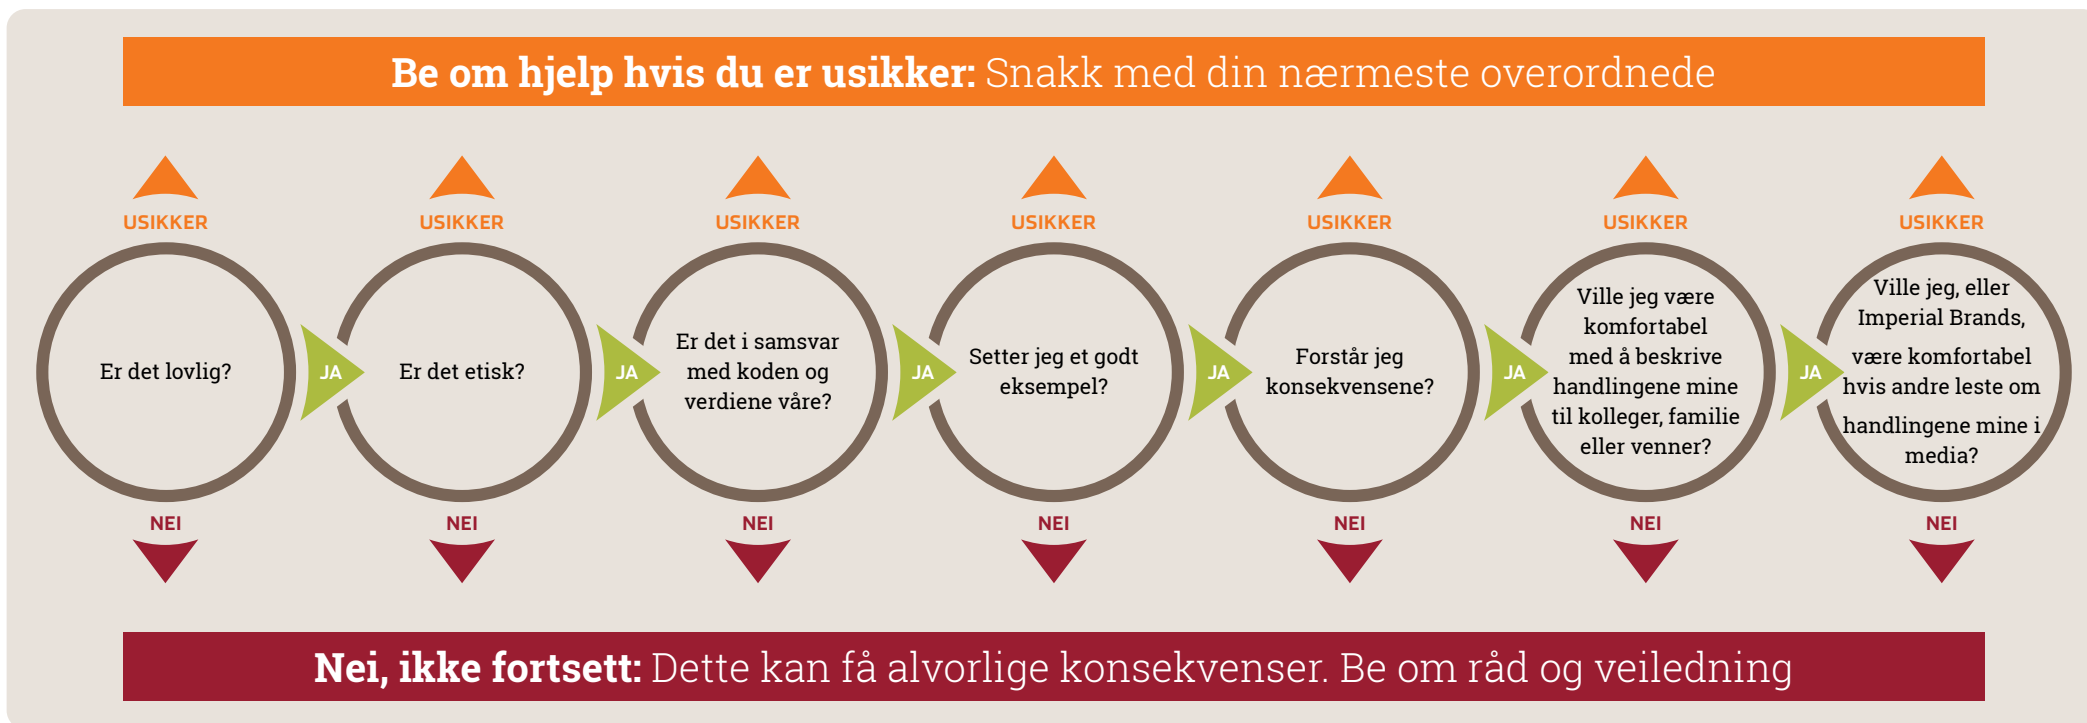 Be om hjelp hvis du er usikker: Snakk med din nærmeste overordnede
USIKKER
USIKKER
USIKKER
USIKKER
USIKKER
USIKKER
USIKKER
Er det lovlig?
JA
Er det etisk?
JA
Er det i samsvar
med koden og
verdiene våre?
JA
Setter jeg et godt
eksempel?
JA
Forstår jeg
konsekvensene?
JA
Ville jeg være
komfortabel
med å beskrive
handlingene mine
til kolleger, familie
eller venner?
JA
Ville jeg, eller
Imperial Brands,
være komfortabel
hvis andre leste om
handlingene mine i
media?
NEI
NEI
NEI
NEI
NEI
NEI
NEI
Nei, ikke fortsett: Dette kan få alvorlige konsekvenser. Be om råd og veiledning